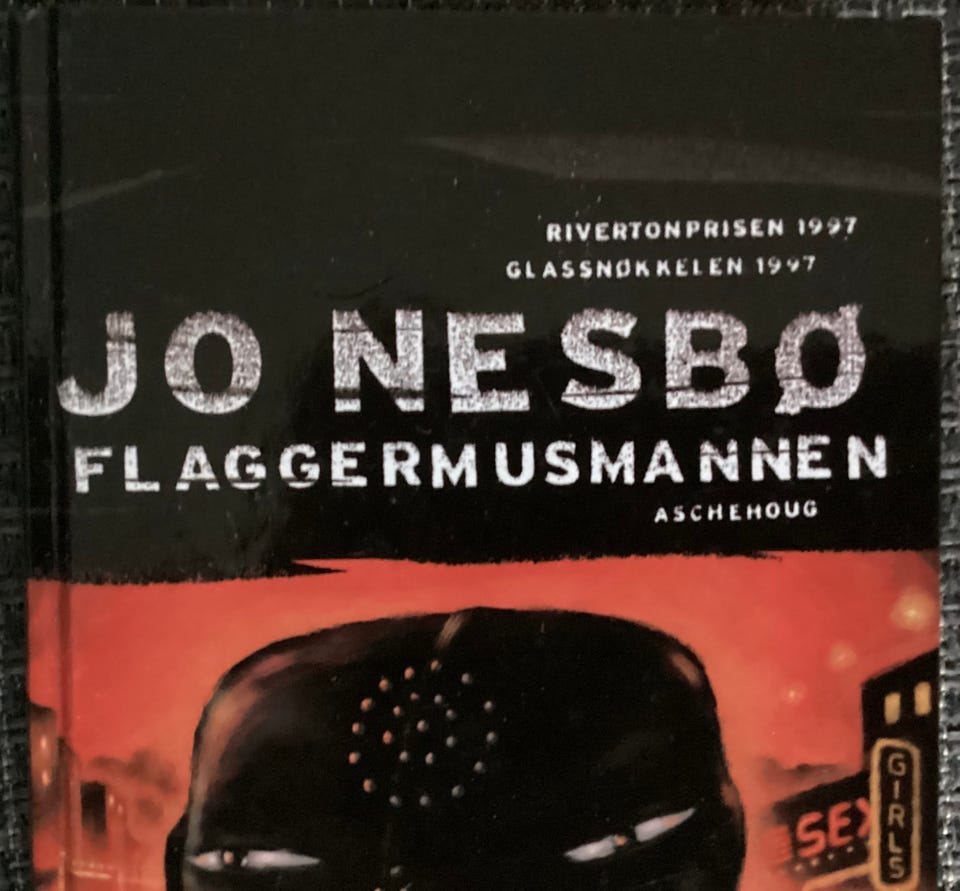 RIVERTONPRISEN 1997
GLASSNØKKELEN 1997
JO NESBØ
FLAGGERMUSMANNEN
ASCHEHOUG
SEX
GIRLS